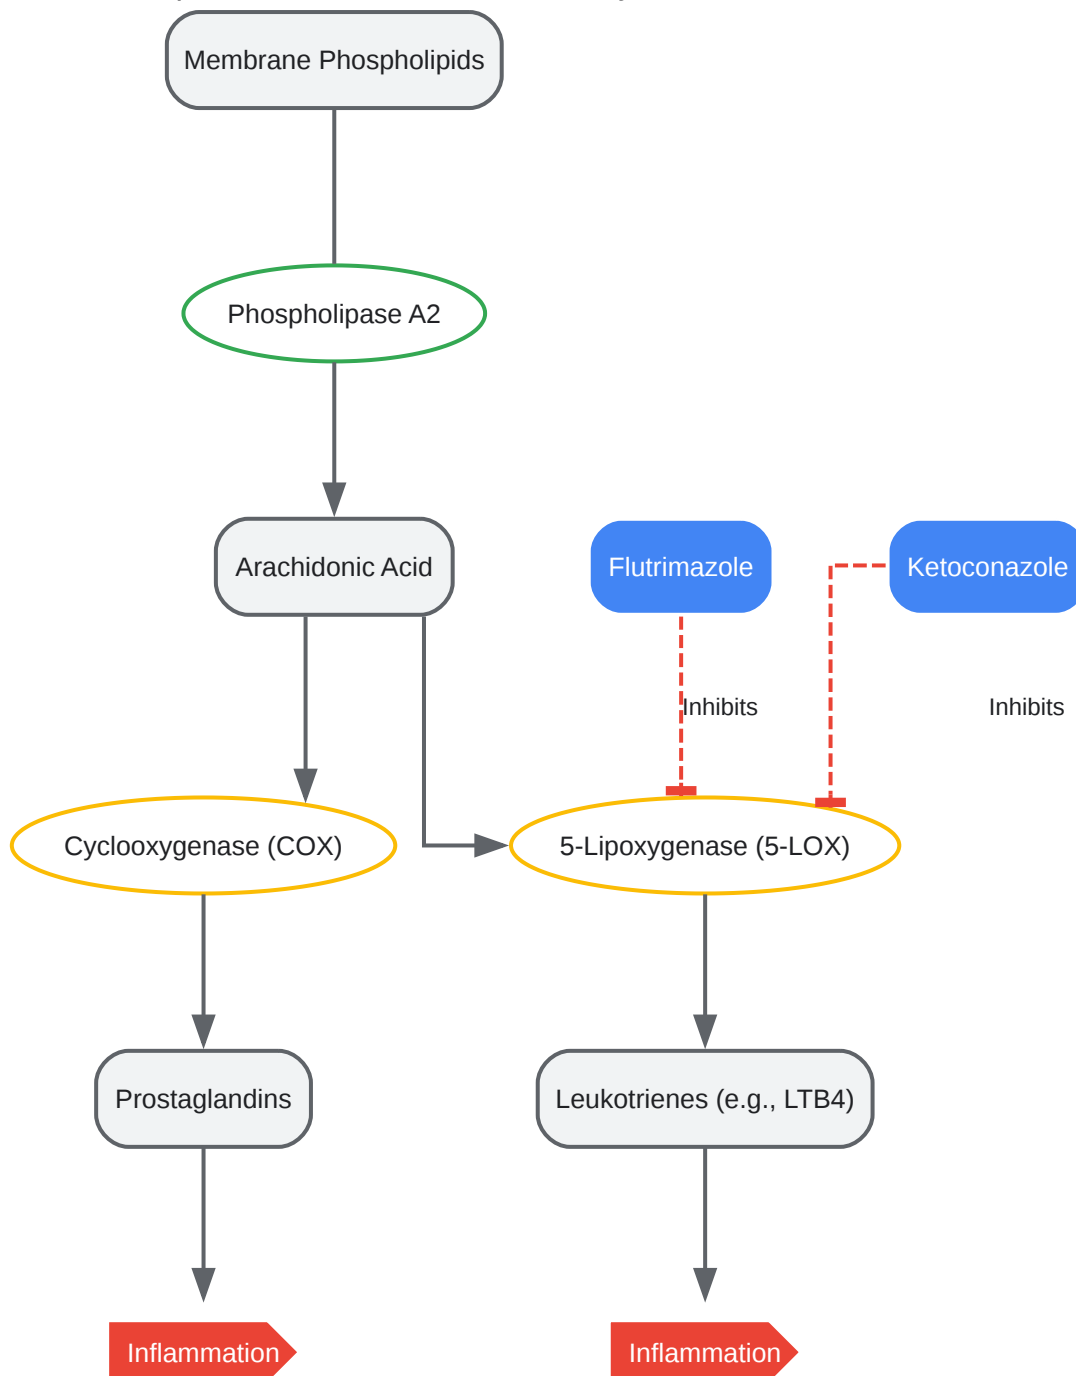 Membrane Phospholipids
Phospholipase A2
Arachidonic Acid
Flutrimazole
Ketoconazole
Inhibits
Inhibits
Cyclooxygenase (COX)
5-Lipoxygenase (5-LOX)
Prostaglandins
Leukotrienes (e.g., LTB4)
Inflammation
Inflammation